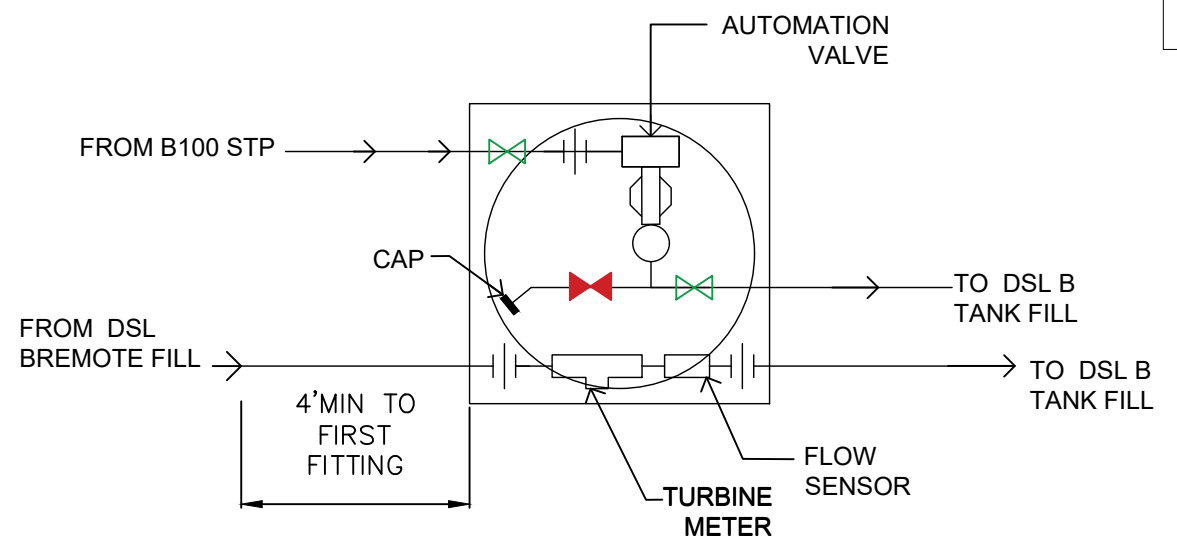 AUTOMATION
VALVE
FROM B100 STP
CAP
TO DSL B
TANK FILL
FROM DSL
BREMOTE FILL
TO DSL B
TANK FILL
4'MIN TO
FIRST
FITTING
FLOW
SENSOR
TURBINE
METER